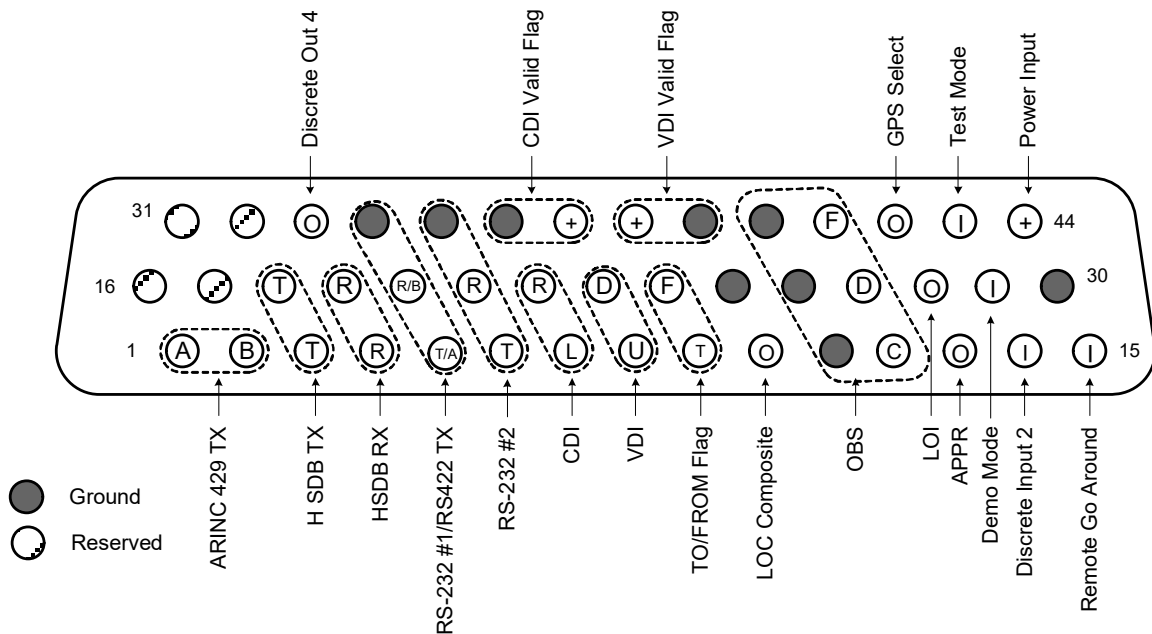 Discrete Out 4
CDI Valid Flag
VDI Valid Flag
GPS Select
Test Mode
Power Input
31 O + + F O I + 44
16 T R R/B R R D F D O I 30
1 A B T R T/A T L U T O C O I I 15
ARINC 429 TX
H SDB TX
HSDB RX
RS-232 #1/RS422 TX
RS-232 #2
CDI
VDI
TO/FROM Flag
LOC Composite
OBS
LOI
APPR
Demo Mode
Discrete Input 2
Remote Go Around
Ground
Reserved